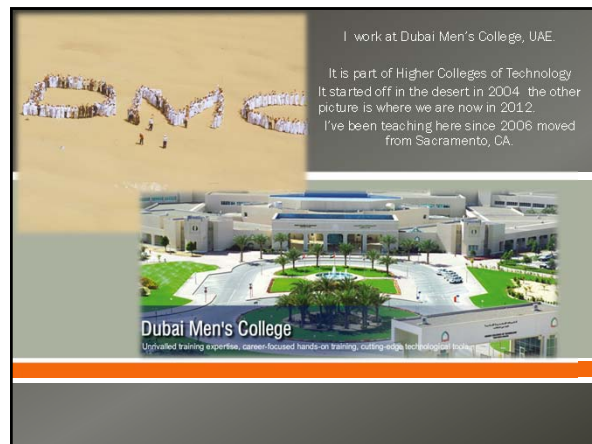 DMC
I work at Dubai Men's College, UAE.
It is part of Higher Colleges of Technology
It started off in the desert in 2004 the other
picture is where we are now in 2012.
I've been teaching here since 2006 moved
from Sacramento, CA.
Dubai Men's College
Unrivalled training expertise, career-focused hands-on training, cutting-edge technological tools